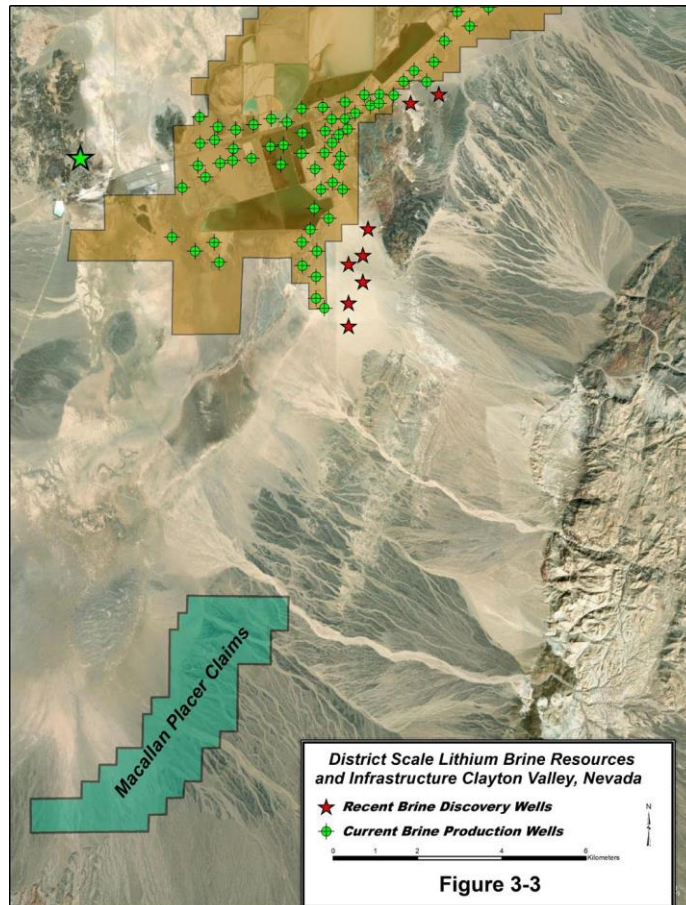 Macallan Placer Claims
District Scale Lithium Brine Resources
and Infrastructure Clayton Valley, Nevada
Recent Brine Discovery Wells
N
Current Brine Production Wells
0 1 2 4 6
Kilometers
Figure 3-3